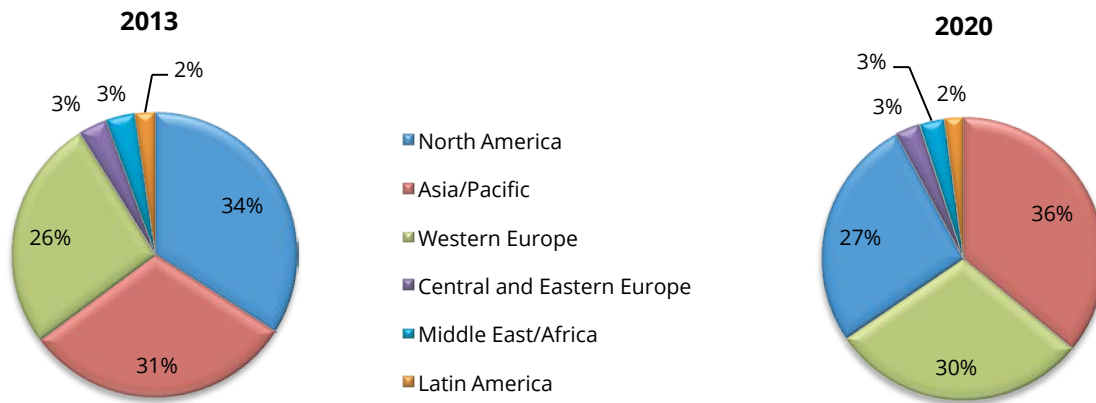 2013
2%
3%
3%
34%
26%
31%
North America
Asia/Pacific
Western Europe
Central and Eastern Europe
Middle East/Africa
Latin America
2020
3%
3%
2%
36%
27%
30%